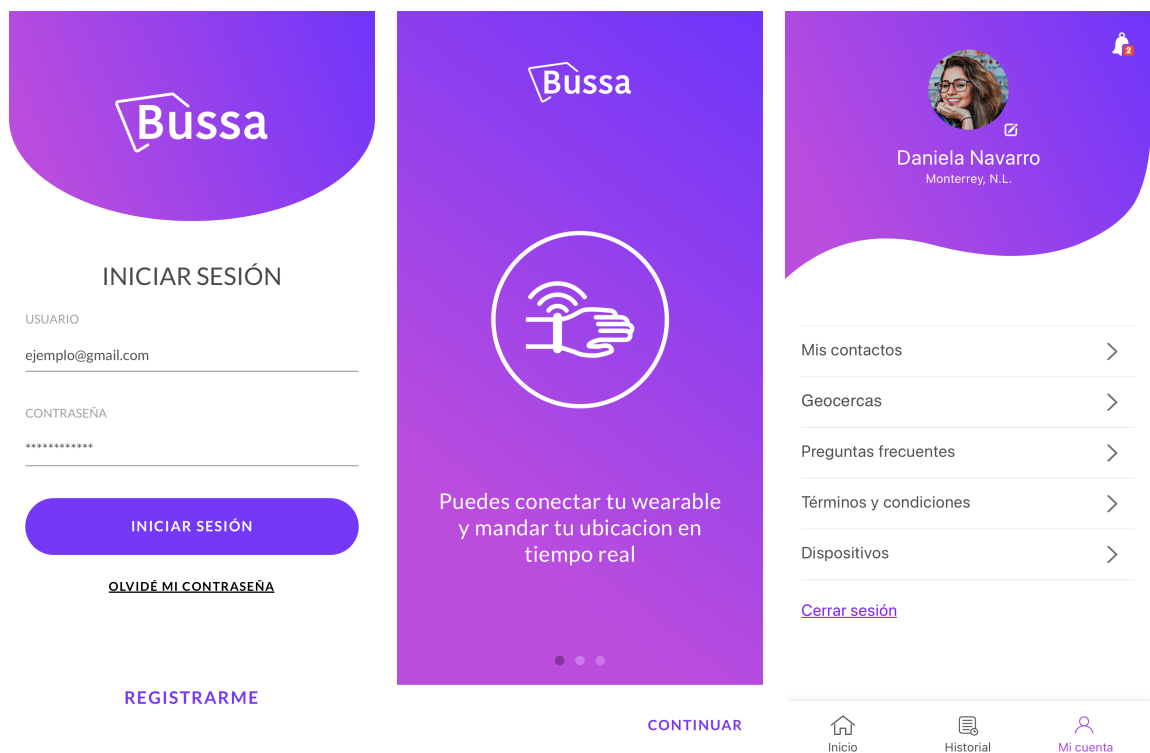 Bussa
INICIAR SESIÓN
USUARIO
ejemplo@gmail.com
CONTRASEÑA
************
INICIAR SESIÓN
OLVIDÉ MI CONTRASEÑA
REGISTRARME
Bussa
Puedes conectar tu wearable
y mandar tu ubicacion en
tiempo real
CONTINUAR
2
Daniela Navarro
Monterrey, N.L.
Mis contactos
Geocercas
Preguntas frecuentes
Términos y condiciones
Dispositivos
Cerrar sesión
Inicio
Historial
Mi cuenta